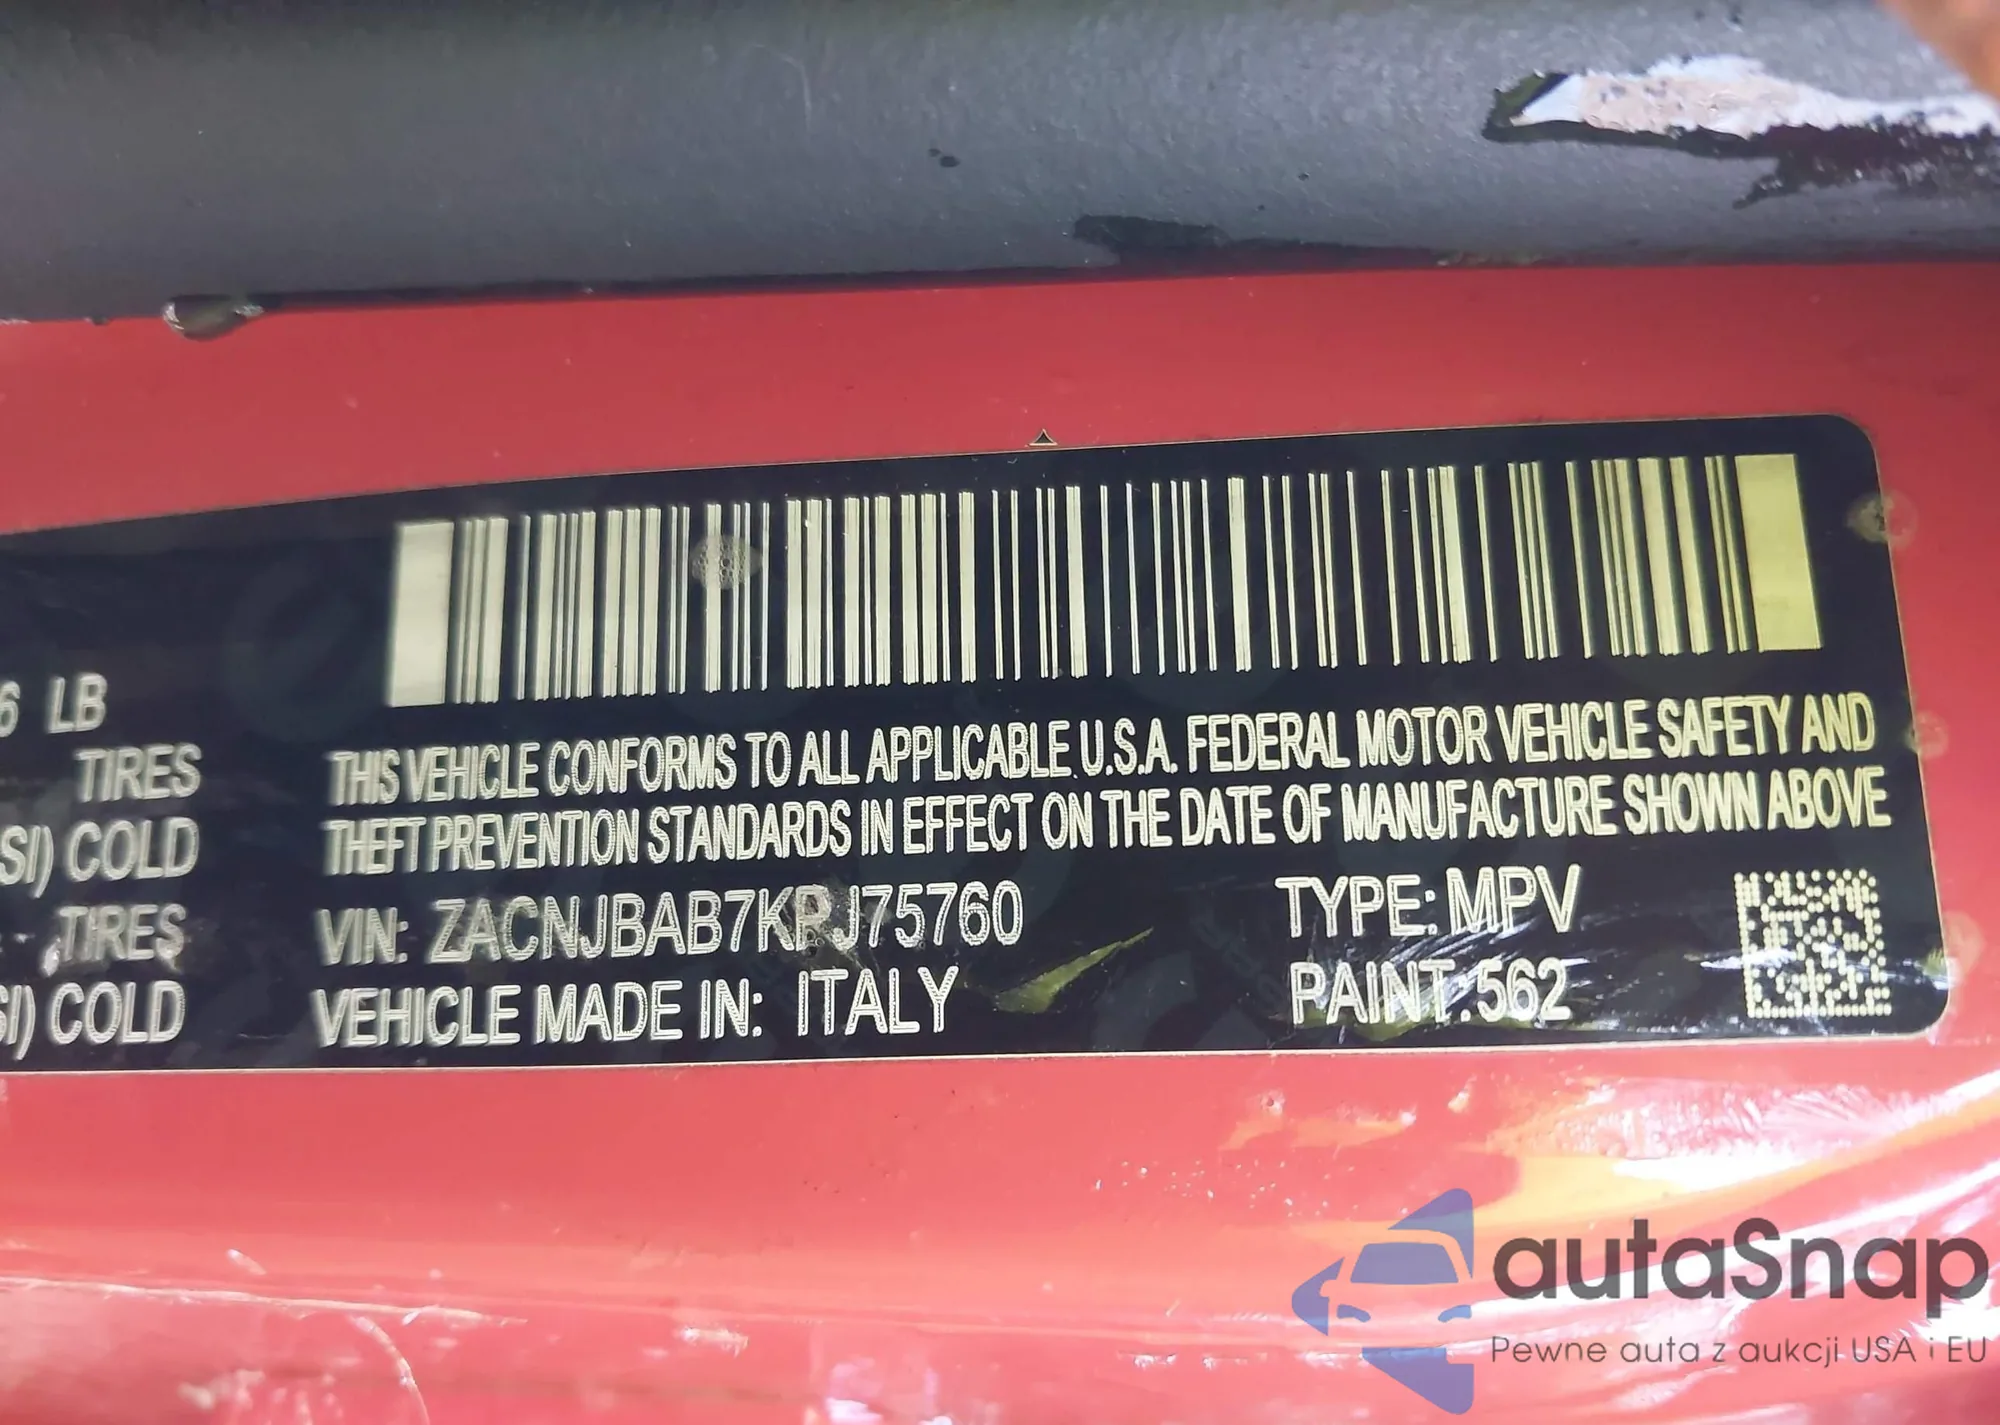 6 LB
TIRES
SI) COLD
TIRES
SI) COLD
THIS VEHICLE CONFORMS TO ALL APPLICABLE U.S.A. FEDERAL MOTOR VEHICLE SAFETY AND
THEFT PREVENTION STANDARDS IN EFFECT ON THE DATE OF MANUFACTURE SHOWN ABOVE
VIN: ZACNJBAB7KPJ75760
TYPE: MPV
VEHICLE MADE IN: ITALY
PAINT: 562
autaSnap
Pewne auta z aukcji USA i EU